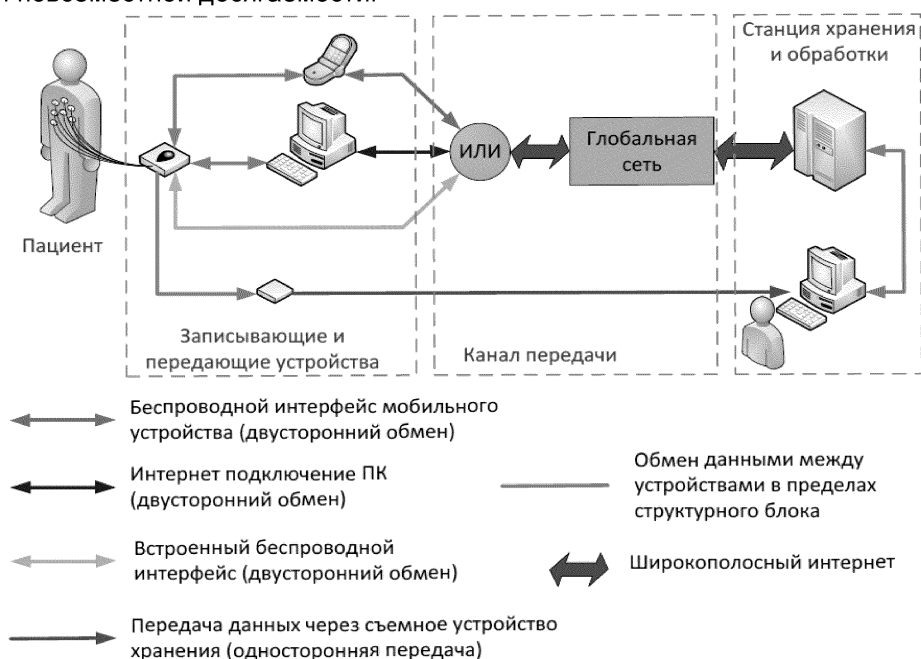 и повсеместной досягаемости.
Станция хранения
и обработки
ИЛИ
Глобальная
сеть
Пациент
Записывающие и
передающие устройства
Канал передачи
Беспроводной интерфейс мобильного
устройства (двусторонний обмен)
Интернет подключение ПК
(двусторонний обмен)
Встроенный беспроводной
интерфейс (двусторонний обмен)
Передача данных через съемное устройство
хранения (односторонняя передача)
Обмен данными между
устройствами в пределах
структурного блока
Широкополосный интернет